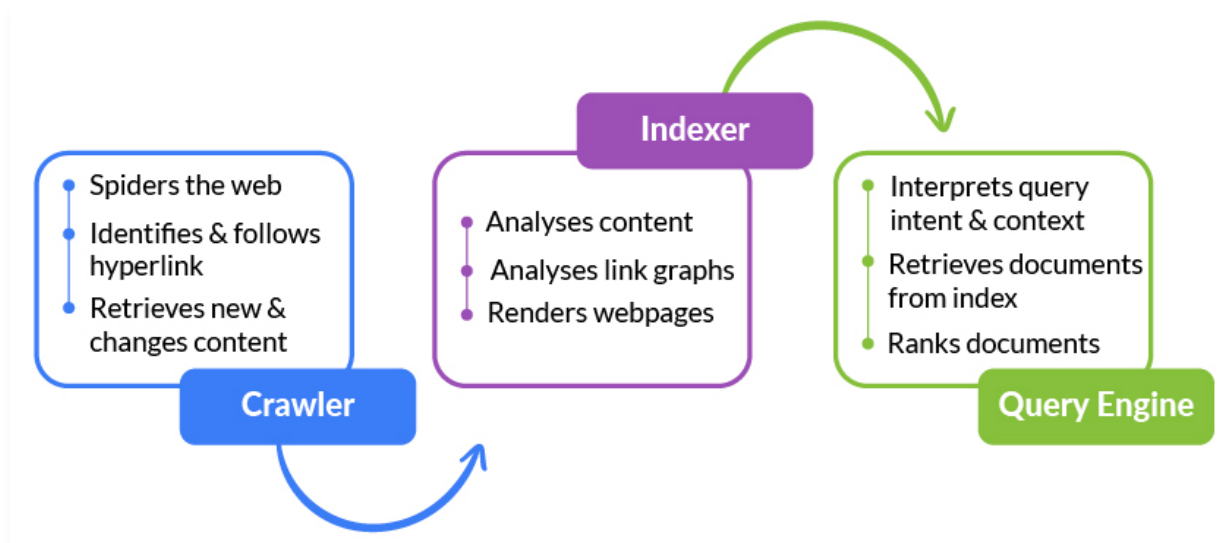 Spiders the web
Identifies & follows
hyperlink
Retrieves new &
changes content
Crawler
Indexer
Analyses content
Analyses link graphs
Renders webpages
Interprets query
intent & context
Retrieves documents
from index
Ranks documents
Query Engine